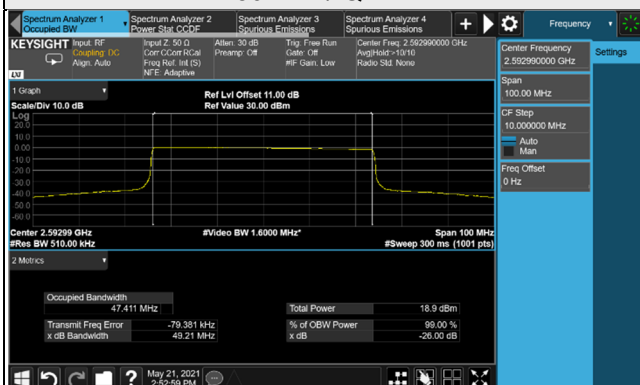 Spectrum Analyzer 1
Occupied BW
Spectrum Analyzer 2
Power Stat CCDF
Spectrum Analyzer 3
Spurious Emissions
Spectrum Analyzer 4
Spurious Emissions
Frequency
KEYSIGHT
Input: RF
Coupling: DC
Align: Auto
Input Z: 50 Ω
Corr CCorr RCal
Freq Ref: Int (S)
NFE: Adaptive
Atten: 30 dB
Preamp: Off
Trig: Free Run
Gate: Off
#IF Gain: Low
Center Freq: 2.592990000 GHz
Avg|Hold:>10/10
Radio Std: None
LXI
Center Frequency
2.592990000 GHz
Settings
Span
100.00 MHz
CF Step
10.000000 MHz
Auto
Man
Freq Offset
0 Hz
1 Graph
Scale/Div 10.0 dB
Ref Lvl Offset 11.00 dB
Ref Value 30.00 dBm
Log
20.0
10.0
0.00
-10.0
-20.0
-30.0
-40.0
-50.0
-60.0
Center 2.59299 GHz
#Res BW 510.00 kHz
#Video BW 1.6000 MHz*
Span 100 MHz
#Sweep 300 ms (1001 pts)
2 Metrics
Occupied Bandwidth
47.411 MHz
Total Power 18.9 dBm
Transmit Freq Error -79.381 kHz
% of OBW Power 99.00 %
x dB Bandwidth 49.21 MHz
x dB -26.00 dB
May 21, 2021
2:52:59 PM